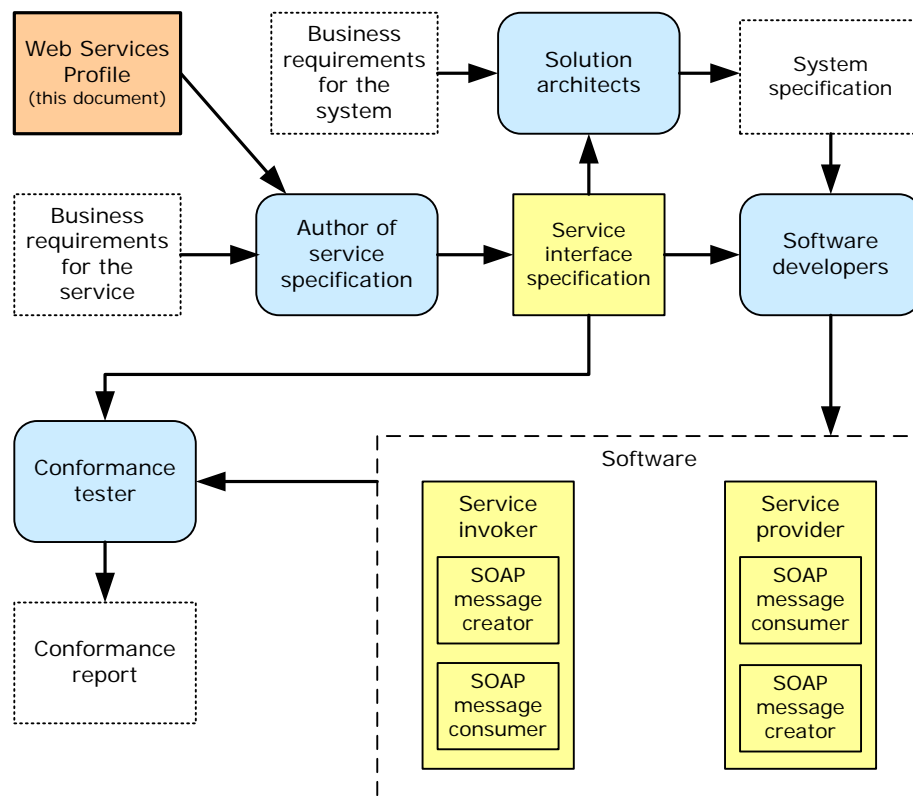 Web Services
Profile
(this document)
Business
requirements
for the
system
Solution
architects
System
specification
Business
requirements
for the
service
Author of
service
specification
Service
interface
specification
Software
developers
Conformance
tester
Conformance
report
Software
Service
invoker
SOAP
message
creator
SOAP
message
consumer
Service
provider
SOAP
message
consumer
SOAP
message
creator